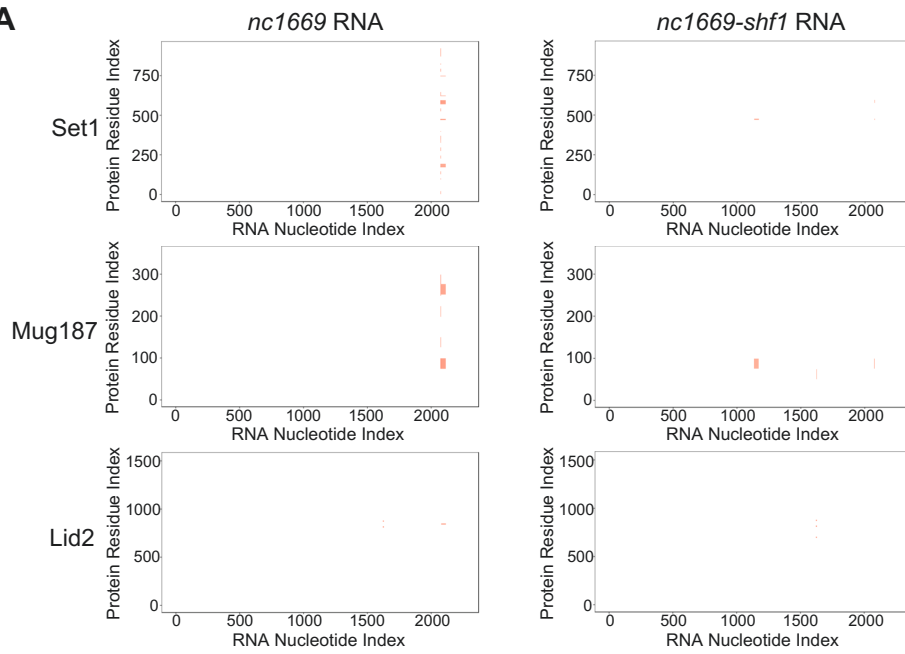 A
nc1669 RNA
nc1669-shf1 RNA
Set1
Protein Residue Index
750
500
250
0
0 500 1000 1500 2000
RNA Nucleotide Index
Protein Residue Index
750
500
250
0
0 500 1000 1500 2000
RNA Nucleotide Index
Mug187
Protein Residue Index
300
200
100
0
0 500 1000 1500 2000
RNA Nucleotide Index
Protein Residue Index
300
200
100
0
0 500 1000 1500 2000
RNA Nucleotide Index
Lid2
Protein Residue Index
1500
1000
500
0
0 500 1000 1500 2000
RNA Nucleotide Index
Protein Residue Index
1500
1000
500
0
0 500 1000 1500 2000
RNA Nucleotide Index